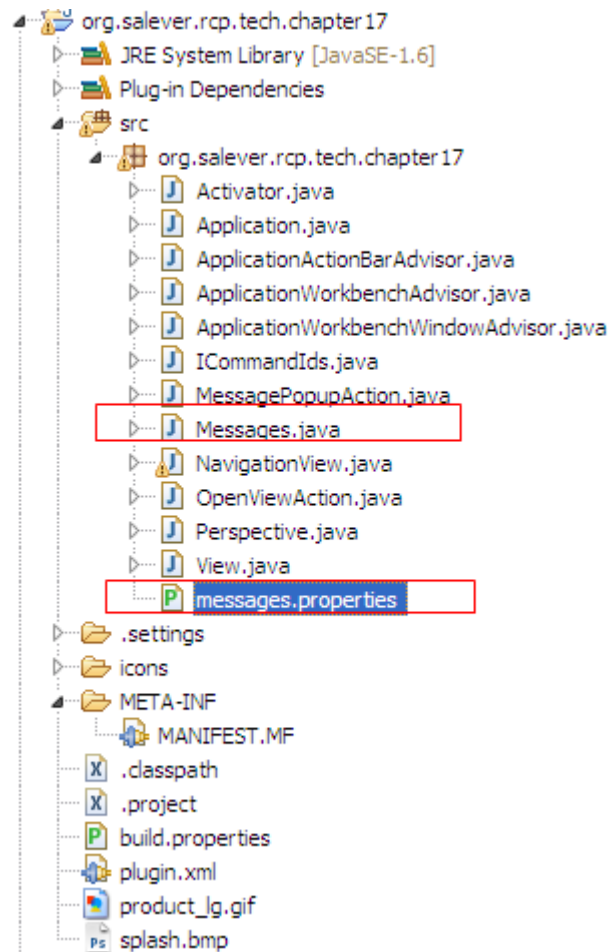 org.salever.rcp.tech.chapter17
JRE System Library [JavaSE-1.6]
Plug-in Dependencies
src
org.salever.rcp.tech.chapter17
Activator.java
Application.java
ApplicationActionBarAdvisor.java
ApplicationWorkbenchAdvisor.java
ApplicationWorkbenchWindowAdvisor.java
ICommandIds.java
MessagePopupAction.java
Messages.java
NavigationView.java
OpenViewAction.java
Perspective.java
View.java
messages.properties
.settings
icons
META-INF
MANIFEST.MF
.classpath
.project
build.properties
plugin.xml
product_lg.gif
splash.bmp